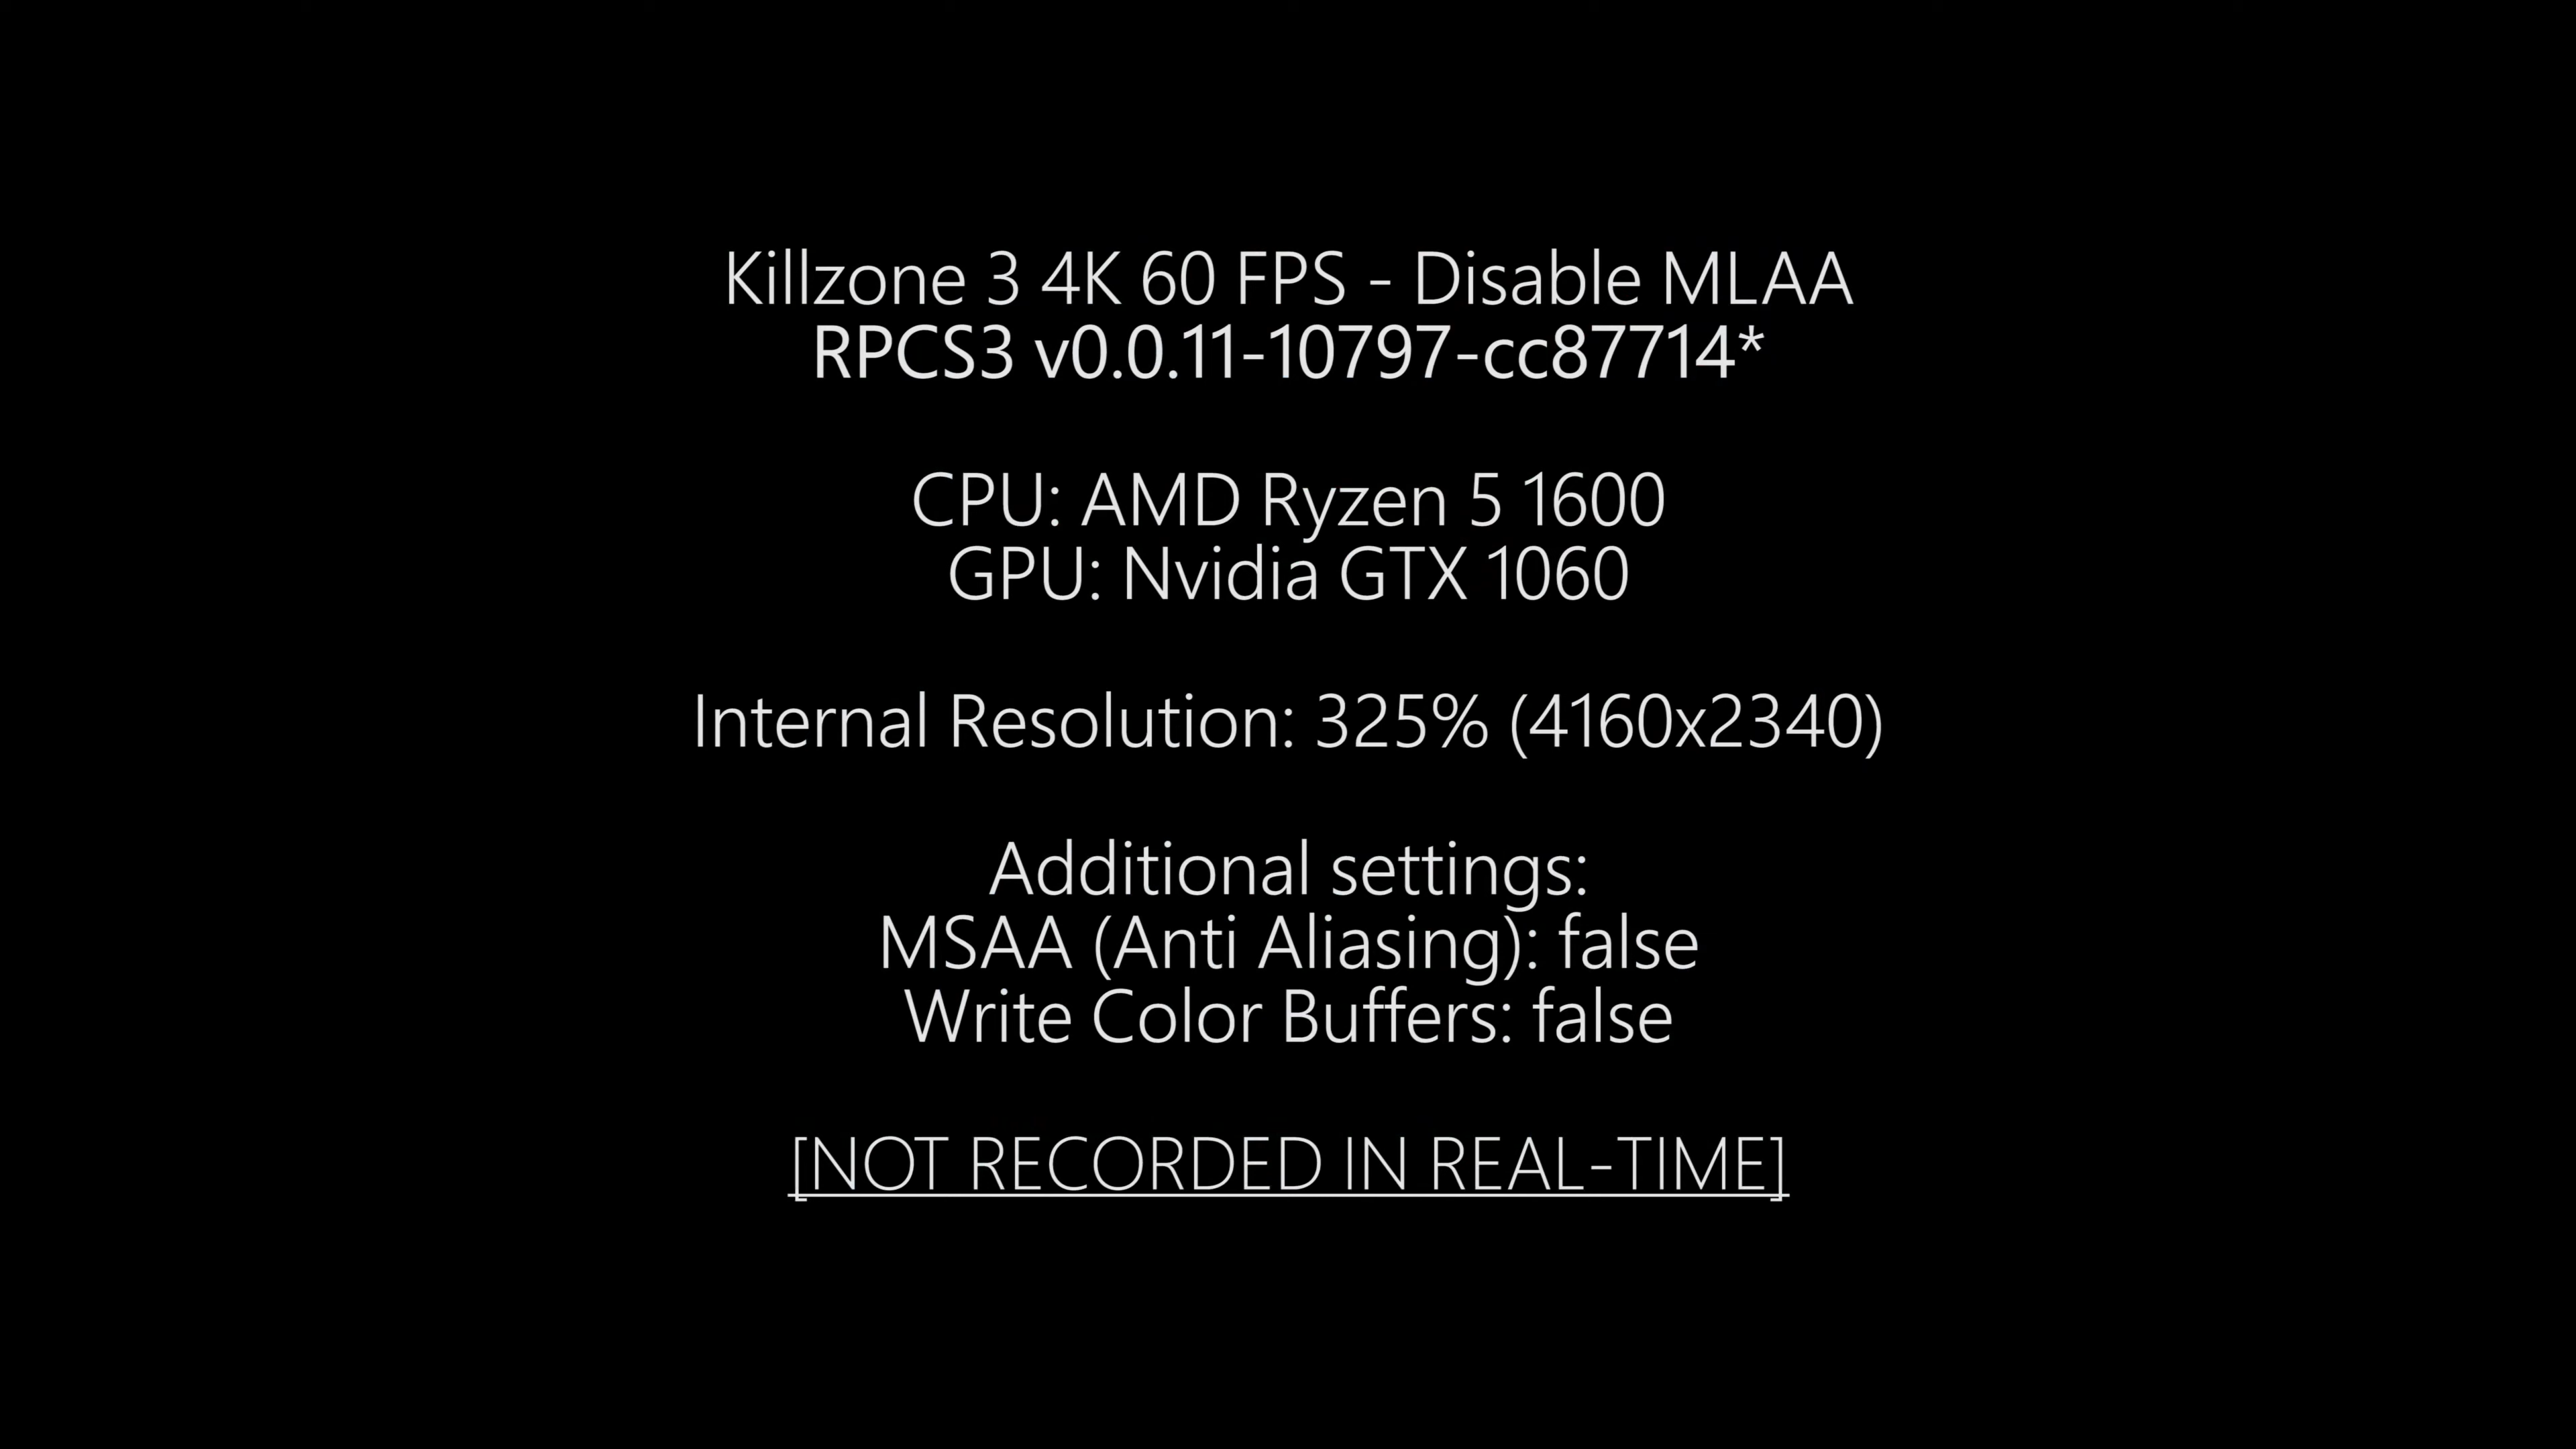 Killzone 3 4K 60 FPS - Disable MLAA
RPCS3 v0.0.11-10797-cc87714*
CPU: AMD Ryzen 5 1600
GPU: Nvidia GTX 1060
Internal Resolution: 325% (4160x2340)
Additional settings:
MSAA (Anti Aliasing): false
Write Color Buffers: false
[NOT RECORDED IN REAL-TIME]